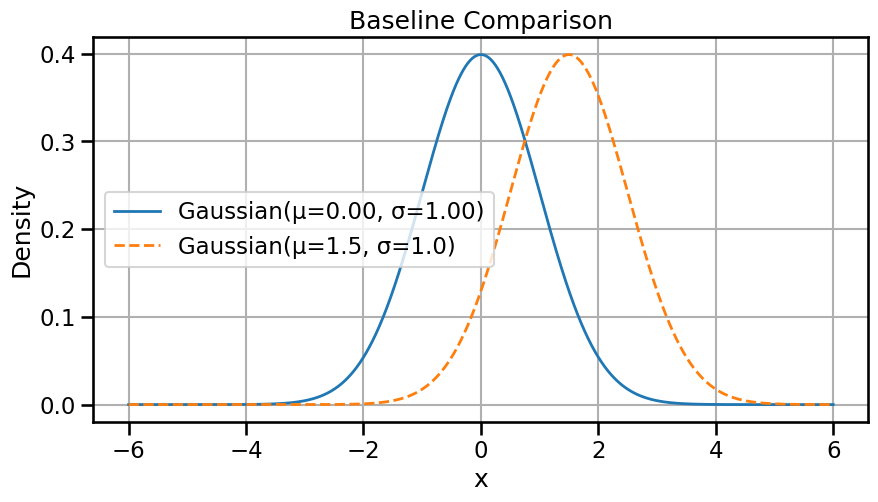 Baseline Comparison
0.4
0.3
0.2
0.1
0.0
Density
Gaussian(μ=0.00, σ=1.00)
Gaussian(μ=1.5, σ=1.0)
−6 −4 −2 0 2 4 6
x